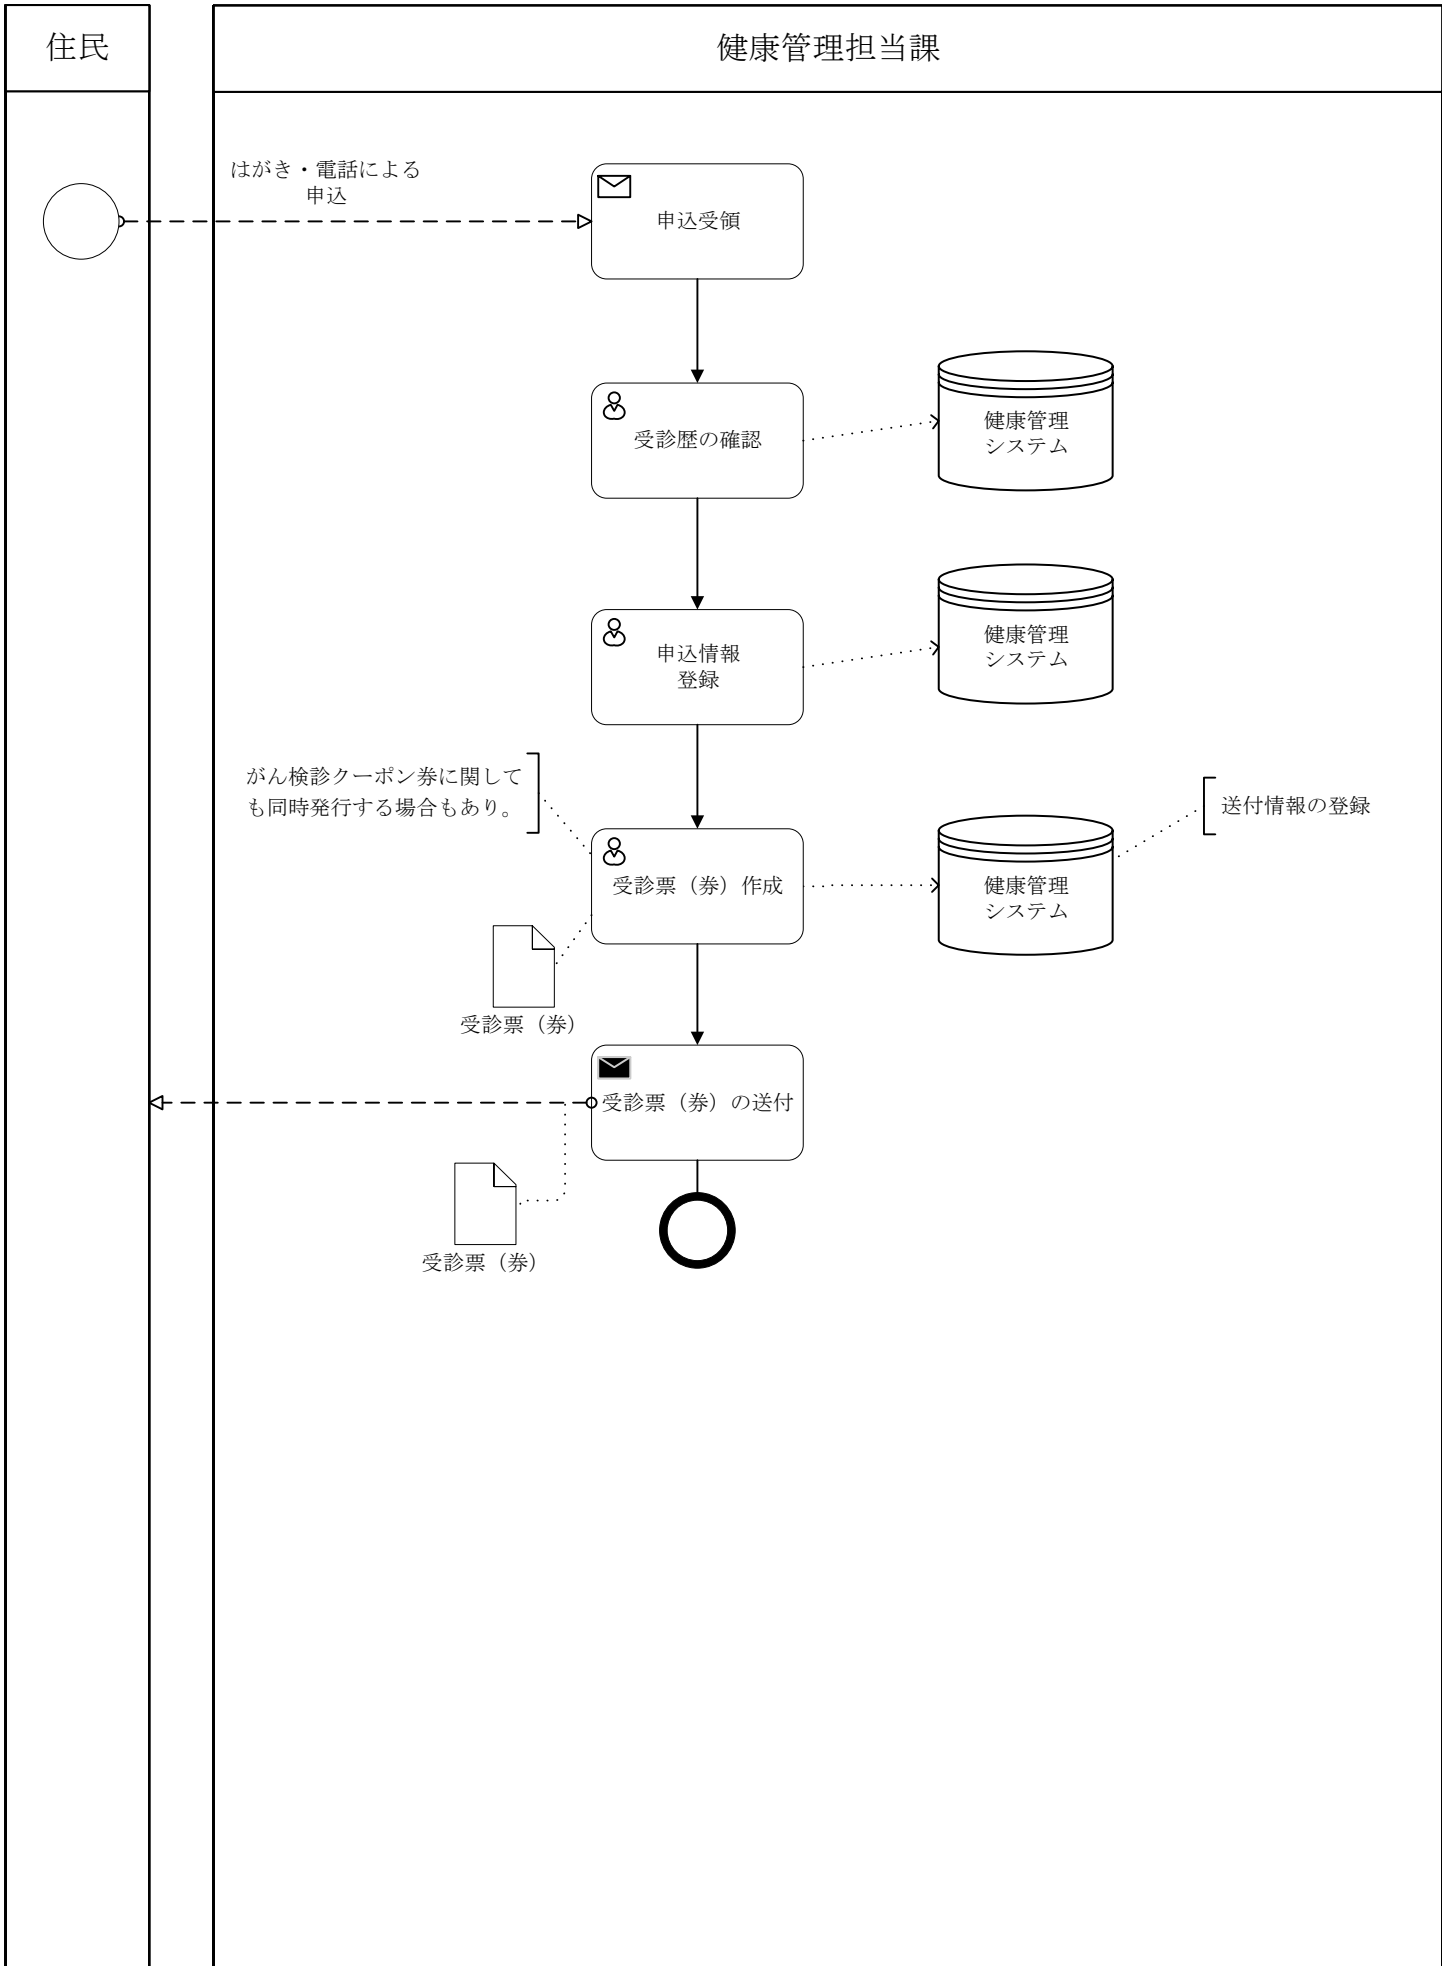 住民
健康管理担当課
はがき・電話による
申込
申込受領
受診歴の確認
健康管理
システム
申込情報
登録
健康管理
システム
がん検診クーポン券に関して
も同時発行する場合もあり。
送付情報の登録
受診票（券）作成
健康管理
システム
受診票（券）
受診票（券）の送付
受診票（券）